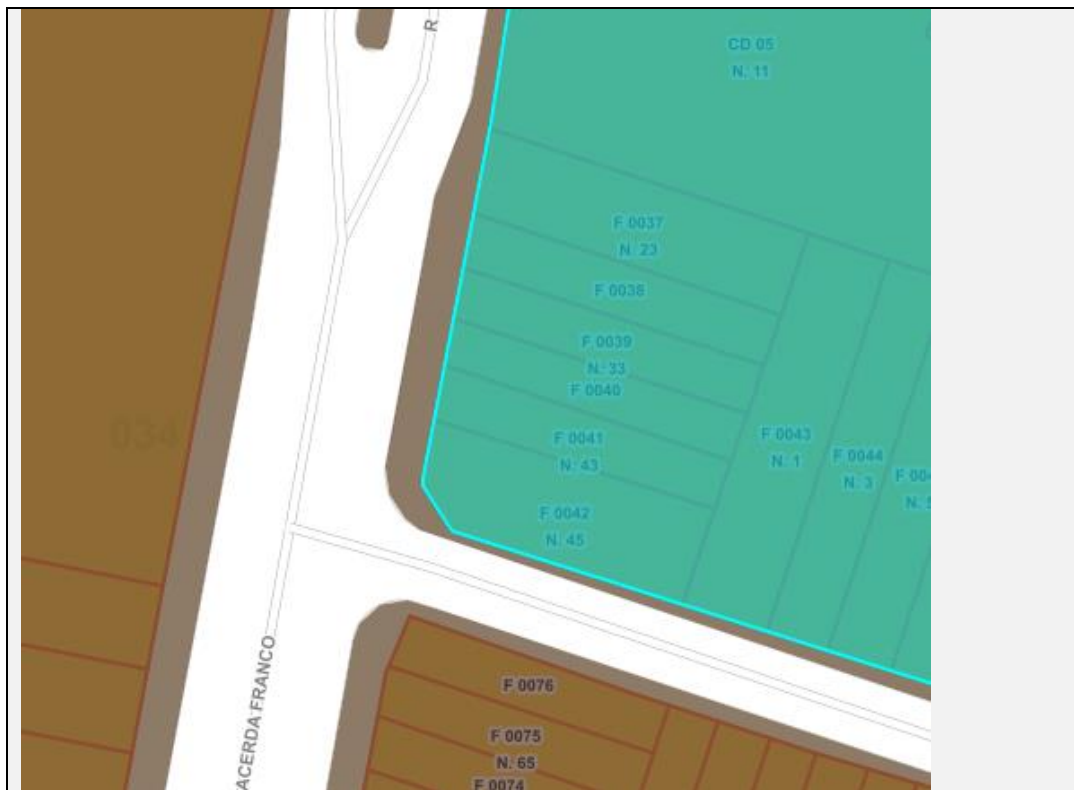 R
CD 05
N. 11
F 0037
N. 23
F 0038
F 0039
N. 33
F 0040
034
F 0041
N. 43
F 0043
N. 1
F 0044
N. 3
F 0042
N. 45
ACERDA FRANCO
F 0076
F 0075
N. 65
F 0074